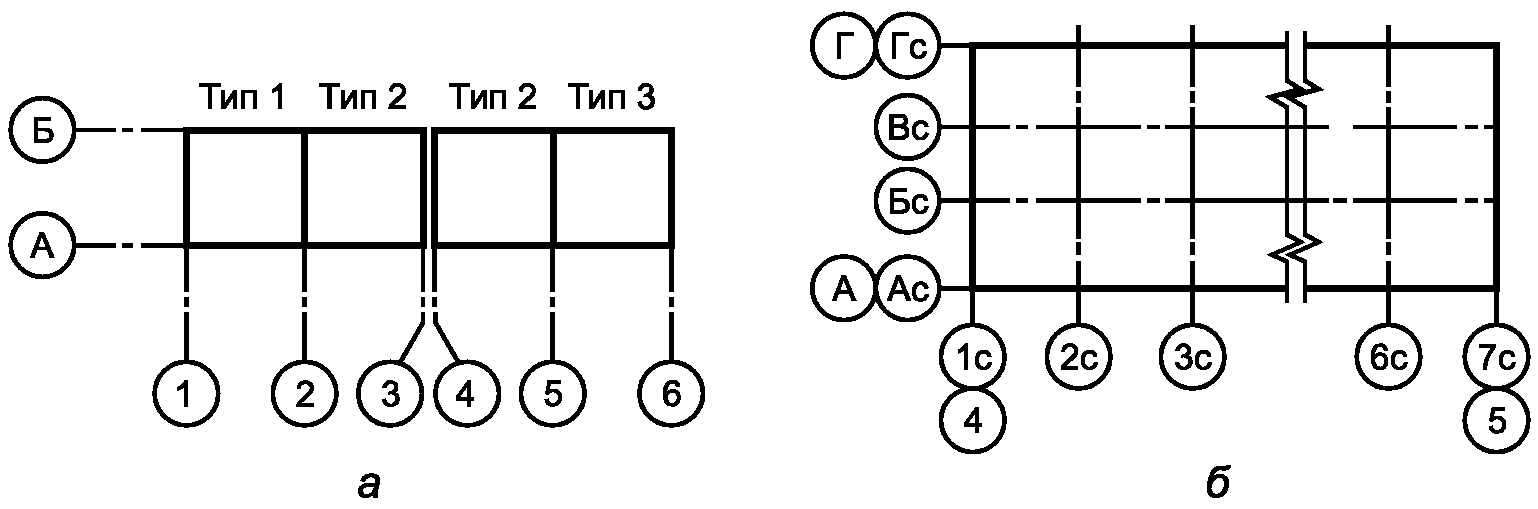 Тип 1 Тип 2 Тип 2 Тип 3
Б
А
1 2 3 4 5 6
а
Г Гс
Вс
Бс
А Ас
1с 2с 3с 6с 7с
4 5
б